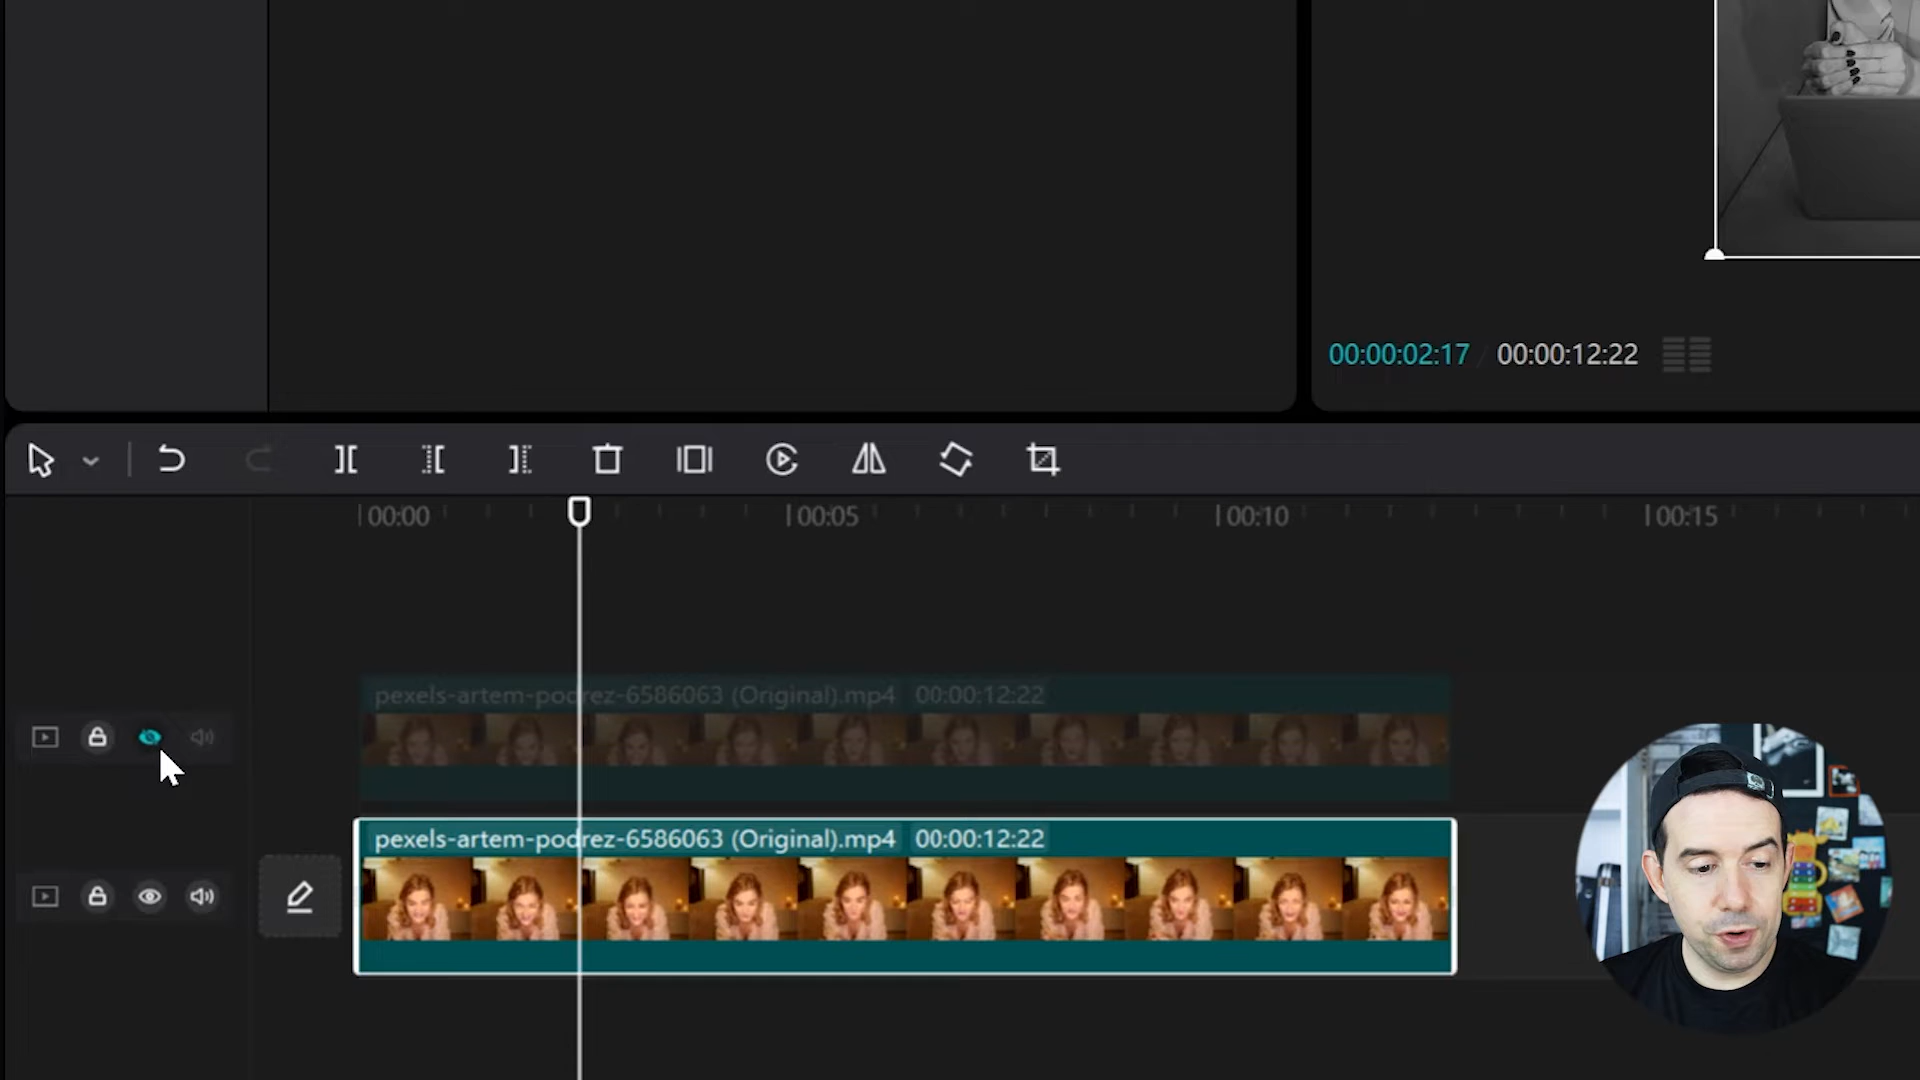 00:00:02:17 / 00:00:12:22
00:00
00:05
00:10
00:15
pexels-artem-podrez-6586063 (Original).mp4 00:00:12:22
pexels-artem-podrez-6586063 (Original).mp4 00:00:12:22